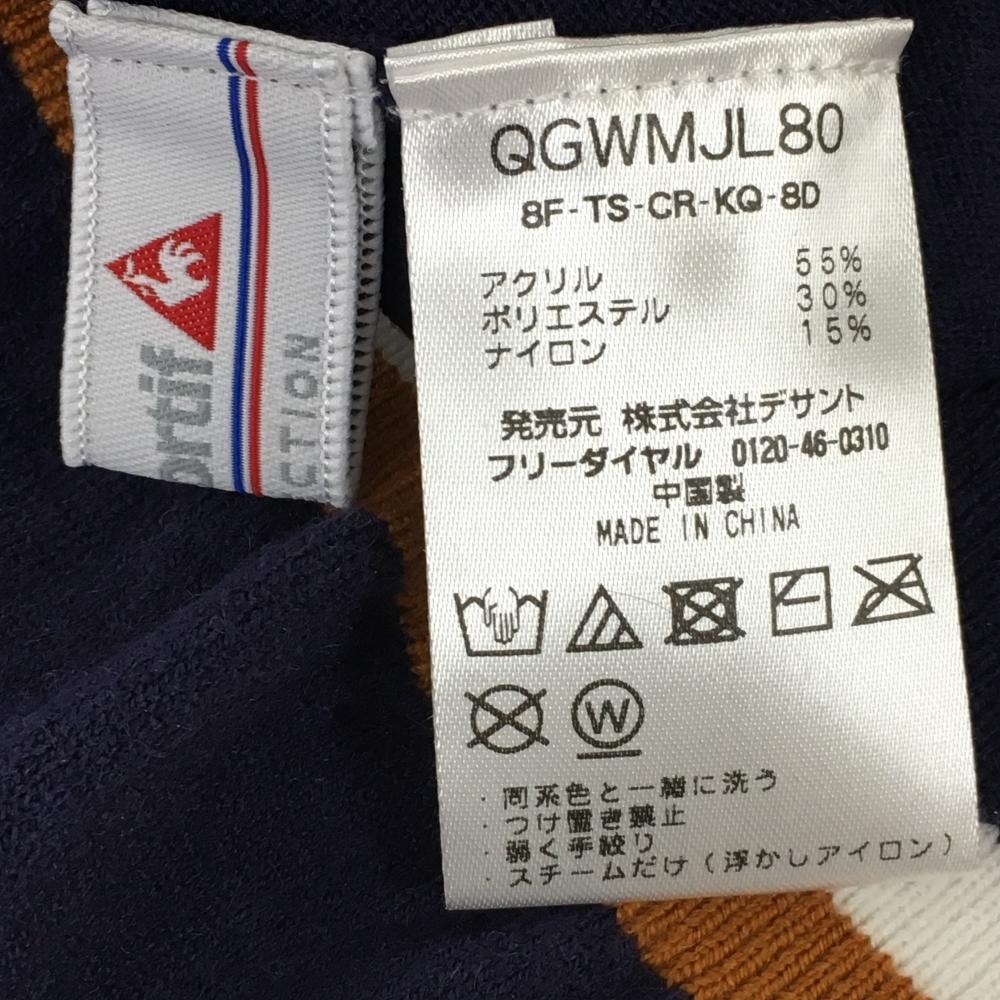 ortif
CTION
QGWMJL80
8F-TS-CR-KQ-8D
アクリル 55%
ポリエステル 30%
ナイロン 15%
発売元 株式会社デサント
フリーダイヤル 0120-46-0310
中国製
MADE IN CHINA
W
・同系色と一緒に洗う
・つけ置き禁止
・弱く手絞り
・スチームだけ(浮かしアイロン)